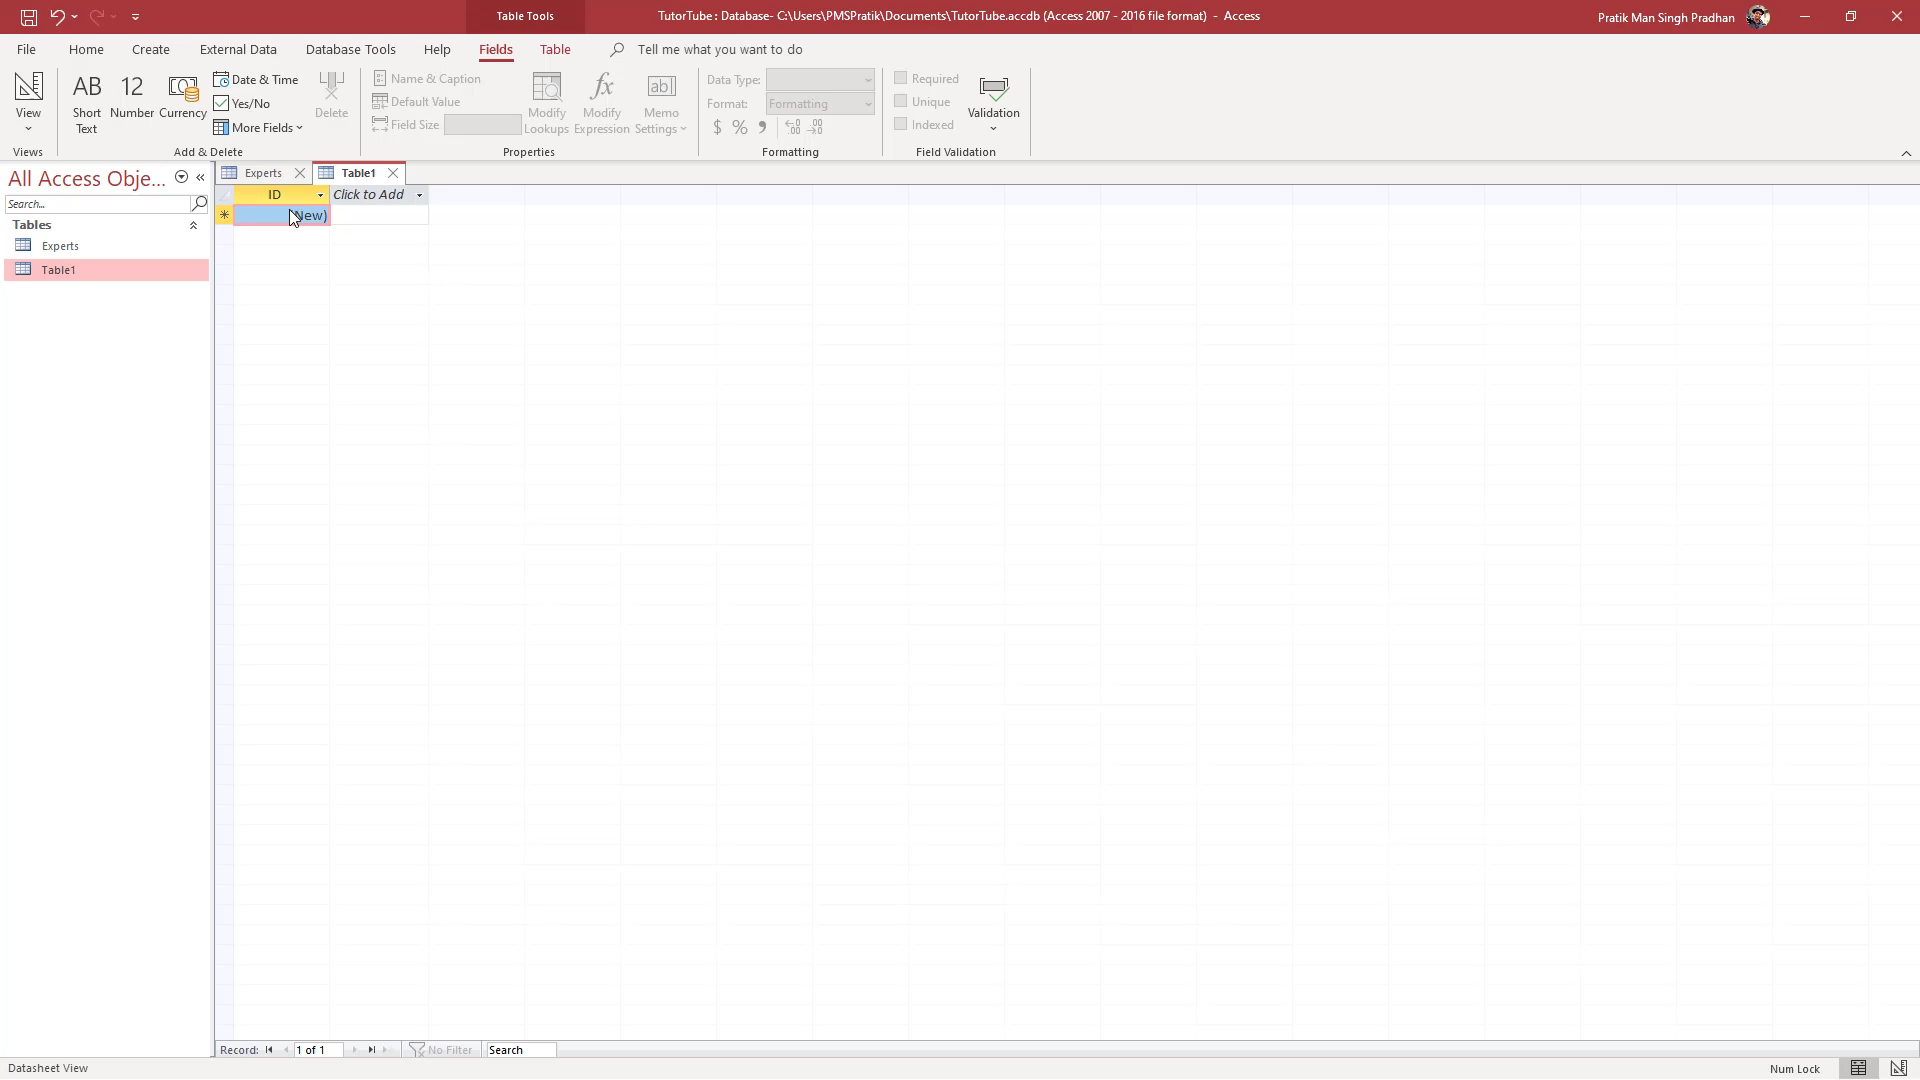 Table Tools
TutorTube : Database- C:\Users\PMSPratik\Documents\TutorTube.accdb (Access 2007 - 2016 file format)  -  Access
Pratik Man Singh Pradhan
File Home Create External Data Database Tools Help Fields Table Tell me what you want to do
View
Views
AB
Short
Text
12
Number
Currency
Date & Time
Yes/No
More Fields
Delete
Add & Delete
Name & Caption
Default Value
Field Size
Modify
Lookups
fx
Modify
Expression
ab
Memo
Settings
Properties
Data Type:
Format: Formatting
$ % , .00 .00
Formatting
Required
Unique
Indexed
Validation
Field Validation
All Access Obje...
Search...
Tables
Experts
Table1
Experts
Table1
ID
Click to Add
New)
Record: 1 of 1 No Filter Search
Datasheet View
Num Lock